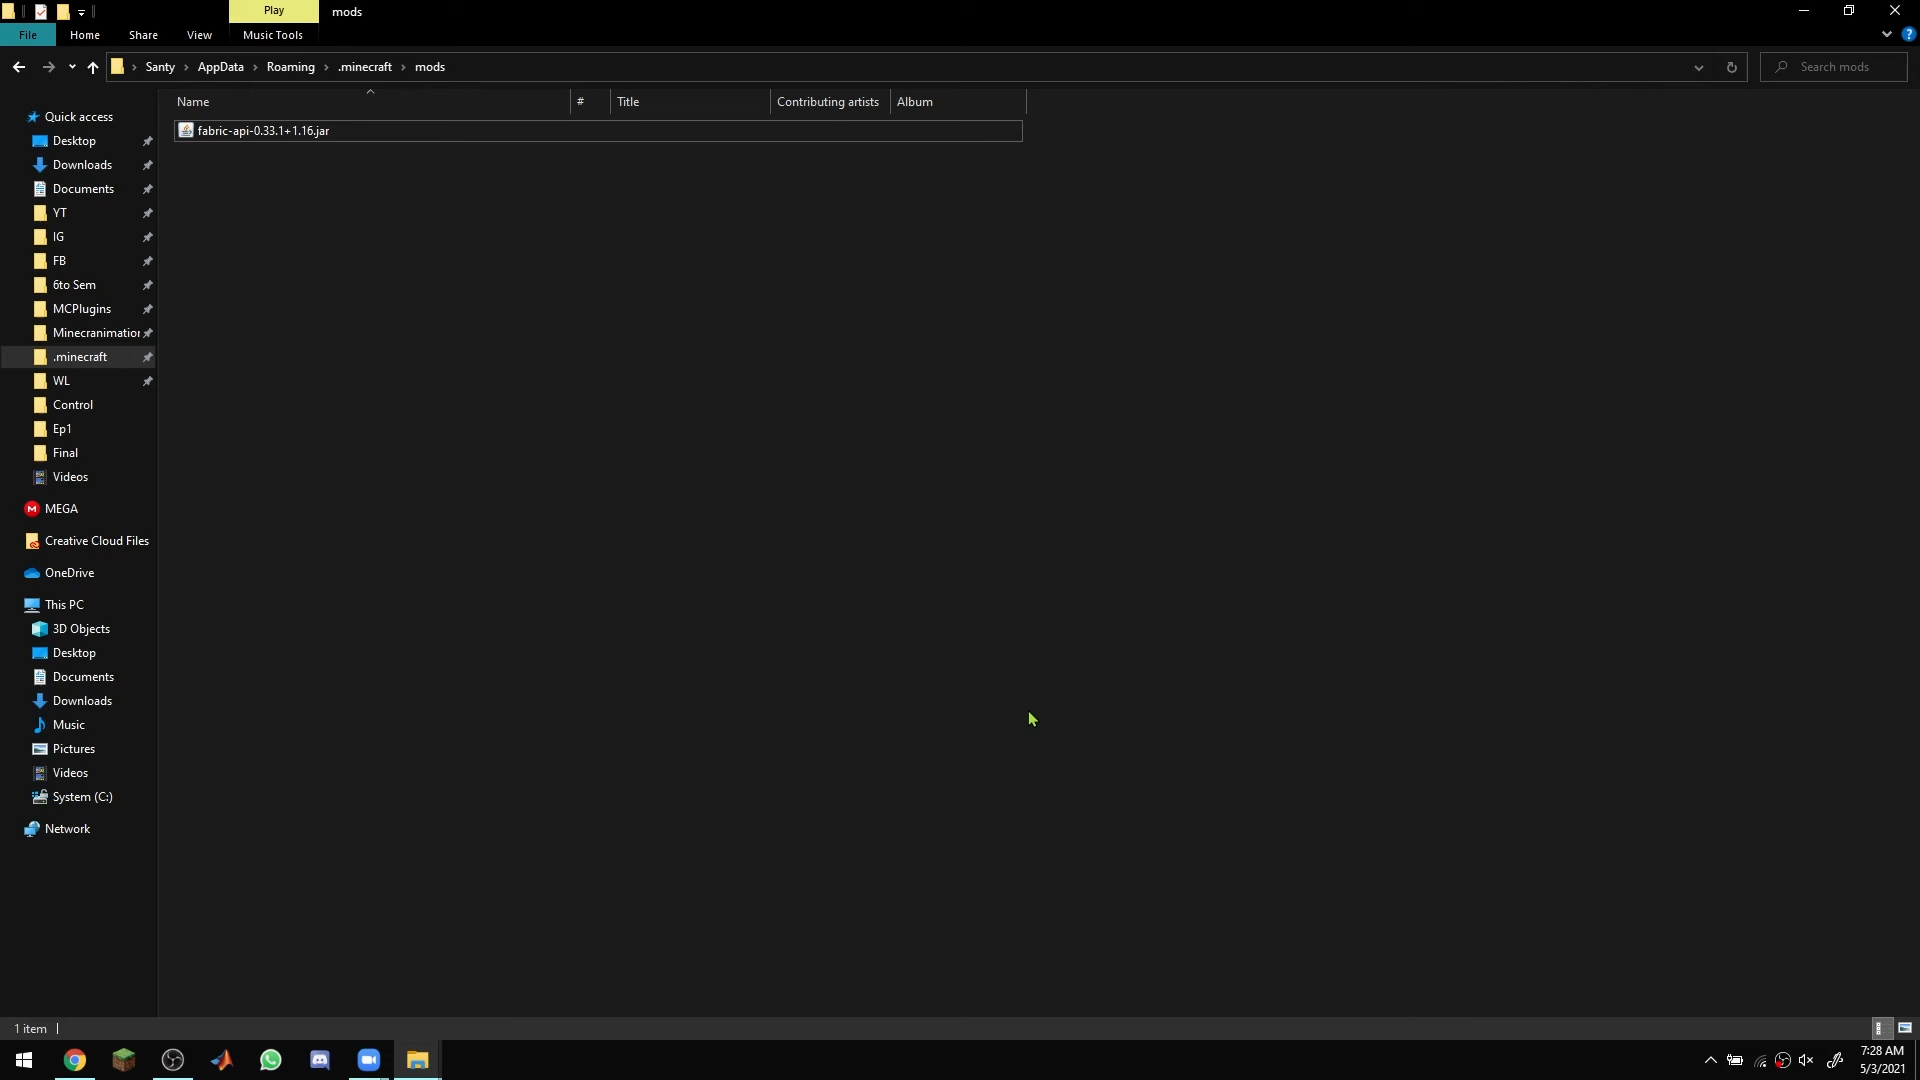 Play
mods
File
Home
Share
View
Music Tools
?
Santy
AppData
Roaming
.minecraft
mods
Search mods
Name
#
Title
Contributing artists
Album
fabric-api-0.33.1+1.16.jar
Quick access
Desktop
Downloads
Documents
YT
IG
FB
6to Sem
MCPlugins
Minecranimation
.minecraft
WL
Control
Ep1
Final
Videos
MEGA
Creative Cloud Files
OneDrive
This PC
3D Objects
Desktop
Documents
Downloads
Music
Pictures
Videos
System (C:)
Network
1 item
7:28 AM
5/3/2021